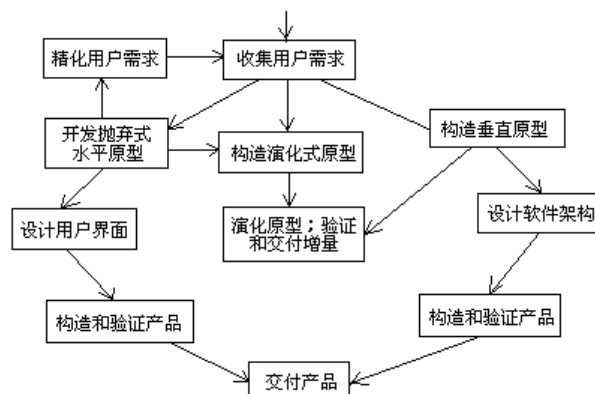 精化用户需求
收集用户需求
开发抛弃式
水平原型
构造演化式原型
构造垂直原型
设计用户界面
演化原型；验证
和交付增量
设计软件架构
构造和验证产品
构造和验证产品
交付产品